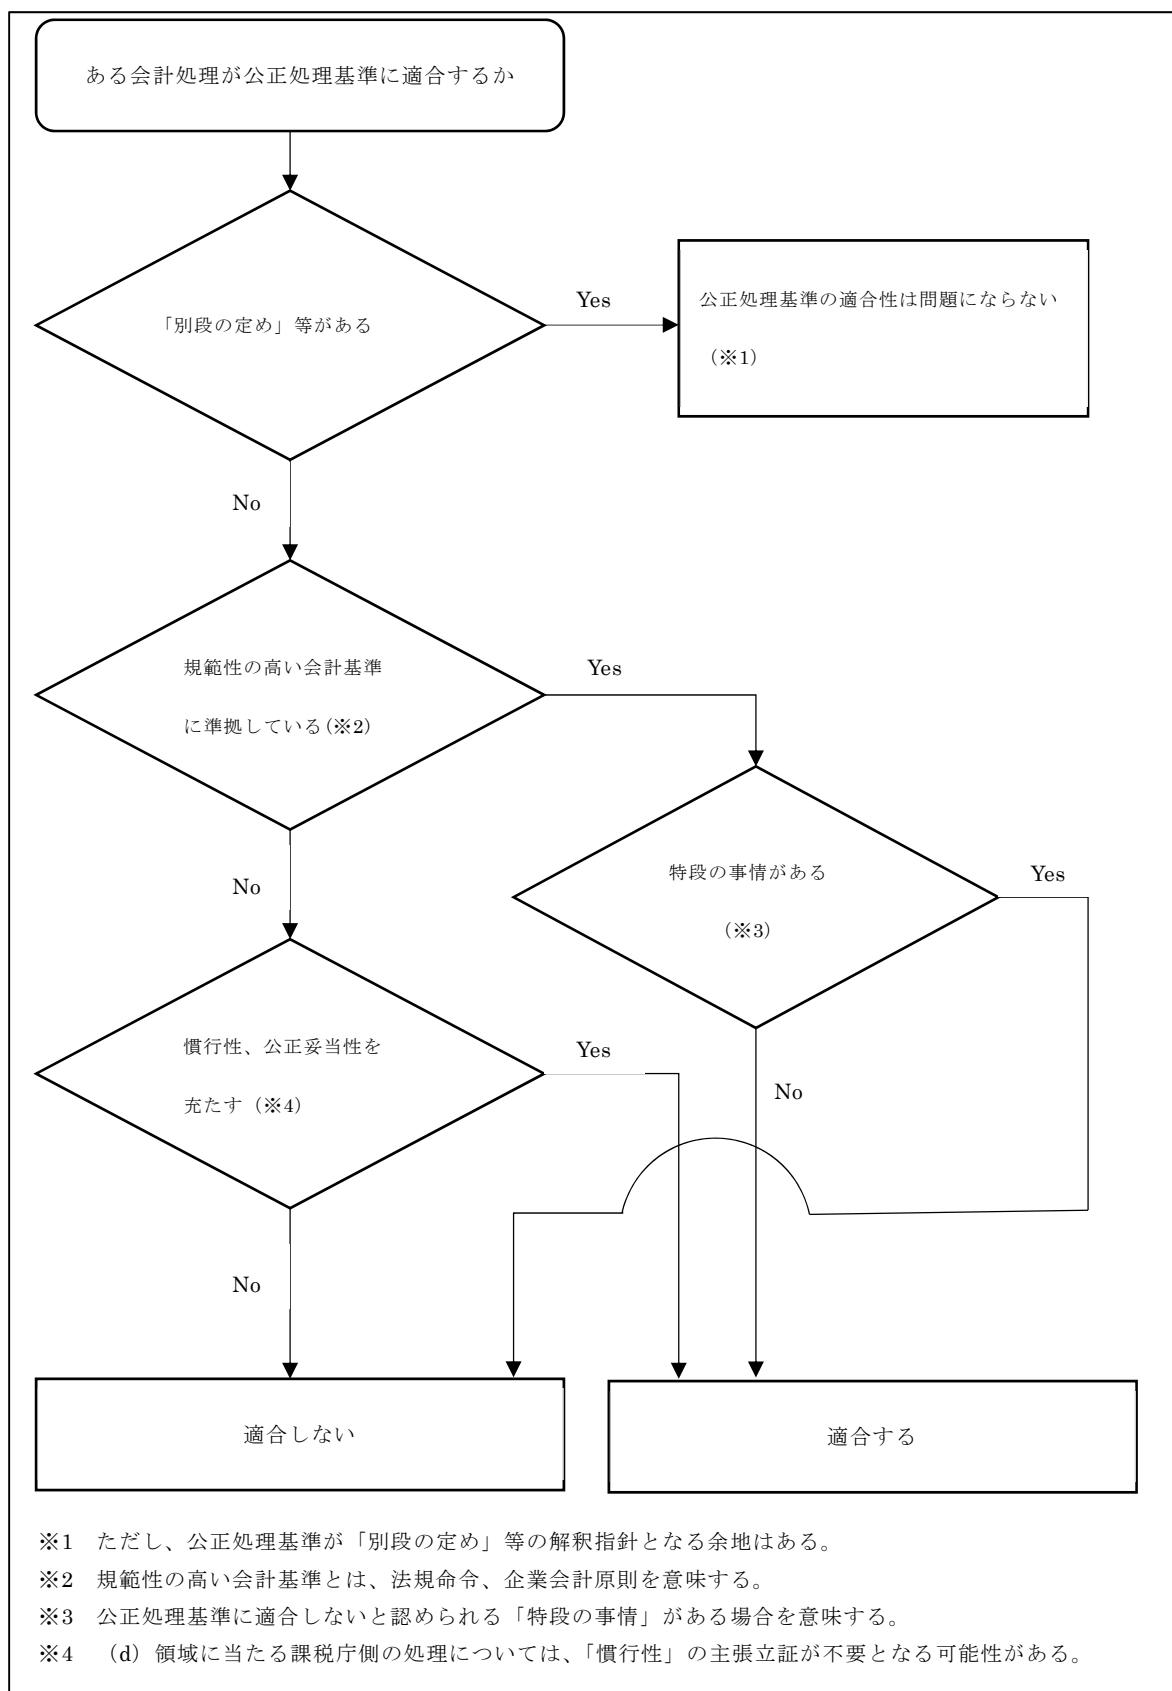 ある会計処理が公正処理基準に適合するか
「別段の定め」等がある
Yes
公正処理基準の適合性は問題にならない
（※1）
No
規範性の高い会計基準
に準拠している(※2)
Yes
No
特段の事情がある
（※3）
Yes
慣行性、公正妥当性を
充たす（※4）
Yes
No
No
適合しない
適合する
※1　ただし、公正処理基準が「別段の定め」等の解釈指針となる余地はある。
※2　規範性の高い会計基準とは、法規命令、企業会計原則を意味する。
※3　公正処理基準に適合しないと認められる「特段の事情」がある場合を意味する。
※4　（d）領域に当たる課税庁側の処理については、「慣行性」の主張立証が不要となる可能性がある。